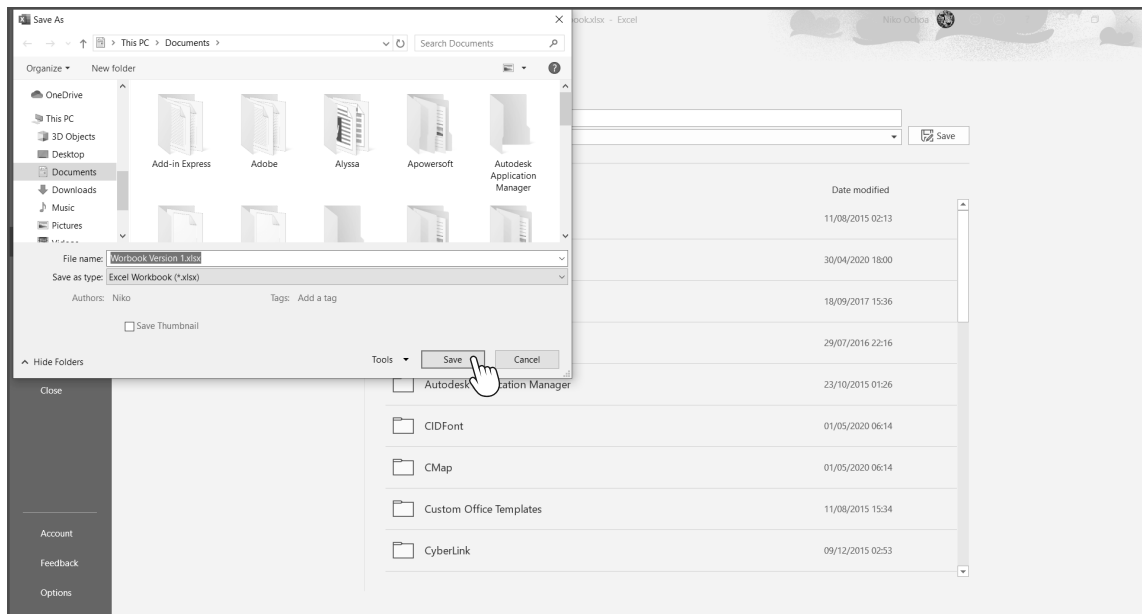 Save As
ook.xlsx - Excel
Niko Ochoa
This PC > Documents >
Search Documents
Organize
New folder
OneDrive
This PC
3D Objects
Desktop
Documents
Downloads
Music
Pictures
Videos
Add-in Express
Adobe
Alyssa
Apowersoft
Autodesk
Application
Manager
File name: Worbook Version 1.xlsx
Save as type: Excel Workbook (*.xlsx)
Authors: Niko
Tags: Add a tag
Save Thumbnail
Hide Folders
Tools
Save
Cancel
Save
Date modified
11/08/2015 02:13
30/04/2020 18:00
18/09/2017 15:36
29/07/2016 22:16
Close
Autodesk cation Manager 23/10/2015 01:26
CIDFont 01/05/2020 06:14
CMap 01/05/2020 06:14
Custom Office Templates 11/08/2015 15:34
CyberLink 09/12/2015 02:53
Account
Feedback
Options